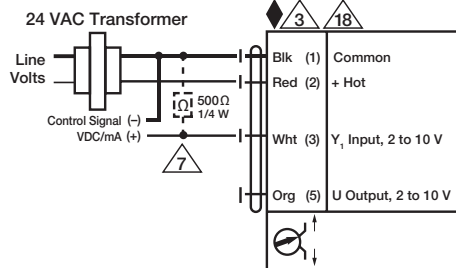 24 VAC Transformer
3
18
Line
Volts
Blk (1) Common
Red (2) + Hot
Ω
500Ω
1/4 W
Control Signal (–)
VDC/mA (+)
7
Wht (3) Y₁ Input, 2 to 10 V
Org (5) U Output, 2 to 10 V